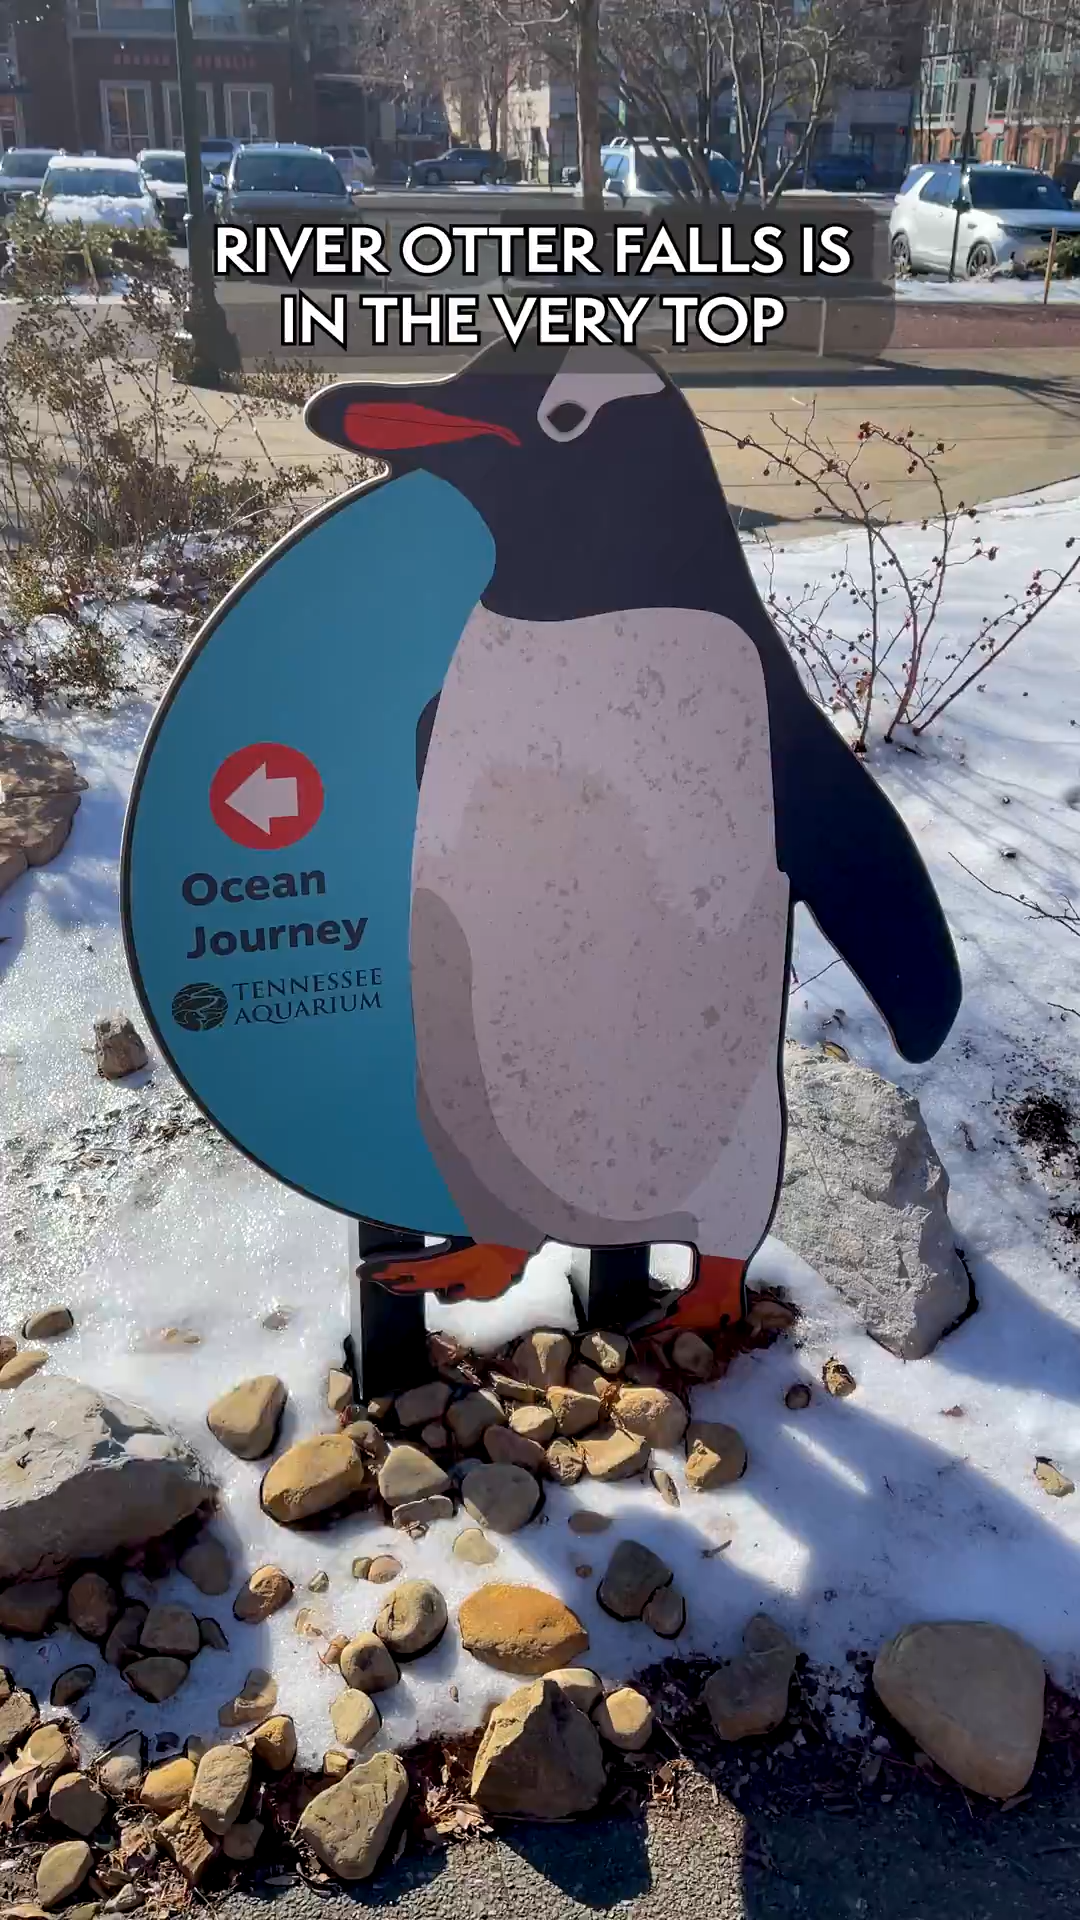 RIVER OTTER FALLS IS
IN THE VERY TOP
Ocean
Journey
TENNESSEE
AQUARIUM